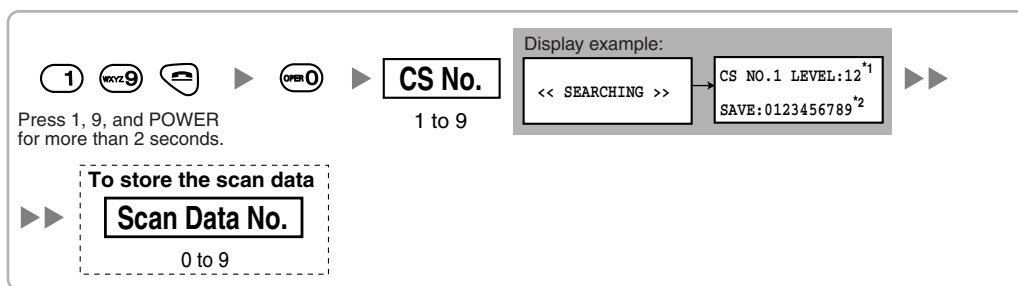 Display example:
1 WXYZ 9 OPER 0 CS No. << SEARCHING >> CS NO.1 LEVEL:12*1
SAVE:0123456789*2
1 to 9
Press 1, 9, and POWER
for more than 2 seconds.
To store the scan data
Scan Data No.
0 to 9